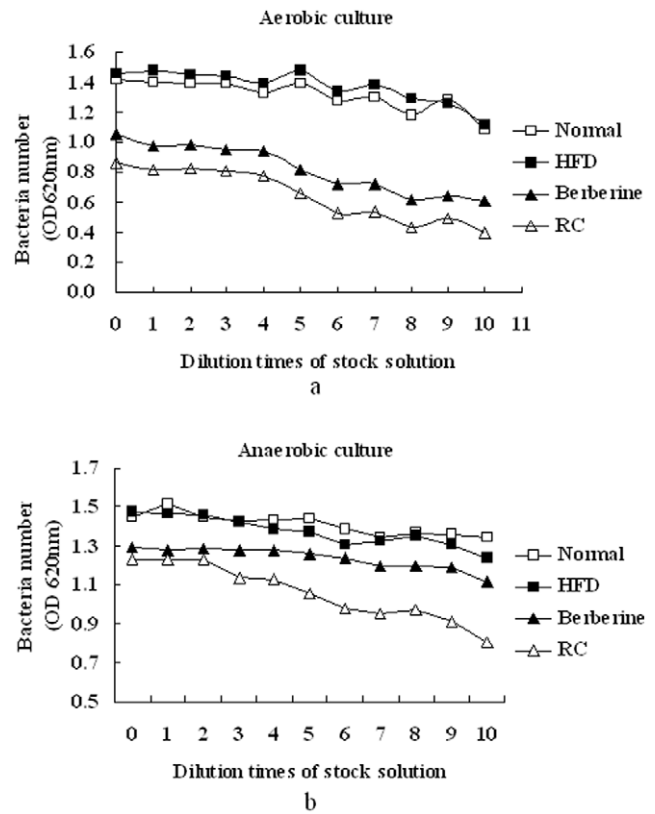 Aerobic culture
1.6
1.4
1.2
1.0
0.8
0.6
0.4
0.2
0.0
Bacteria number
(OD620nm)
0 1 2 3 4 5 6 7 8 9 10 11
Dilution times of stock solution
Normal
HFD
Berberine
RC
a
Anaerobic culture
1.7
1.5
1.3
1.1
0.9
0.7
0.5
Bacteria number
(OD 620nm)
0 1 2 3 4 5 6 7 8 9 10
Dilution times of stock solution
Normal
HFD
Berberine
RC
b